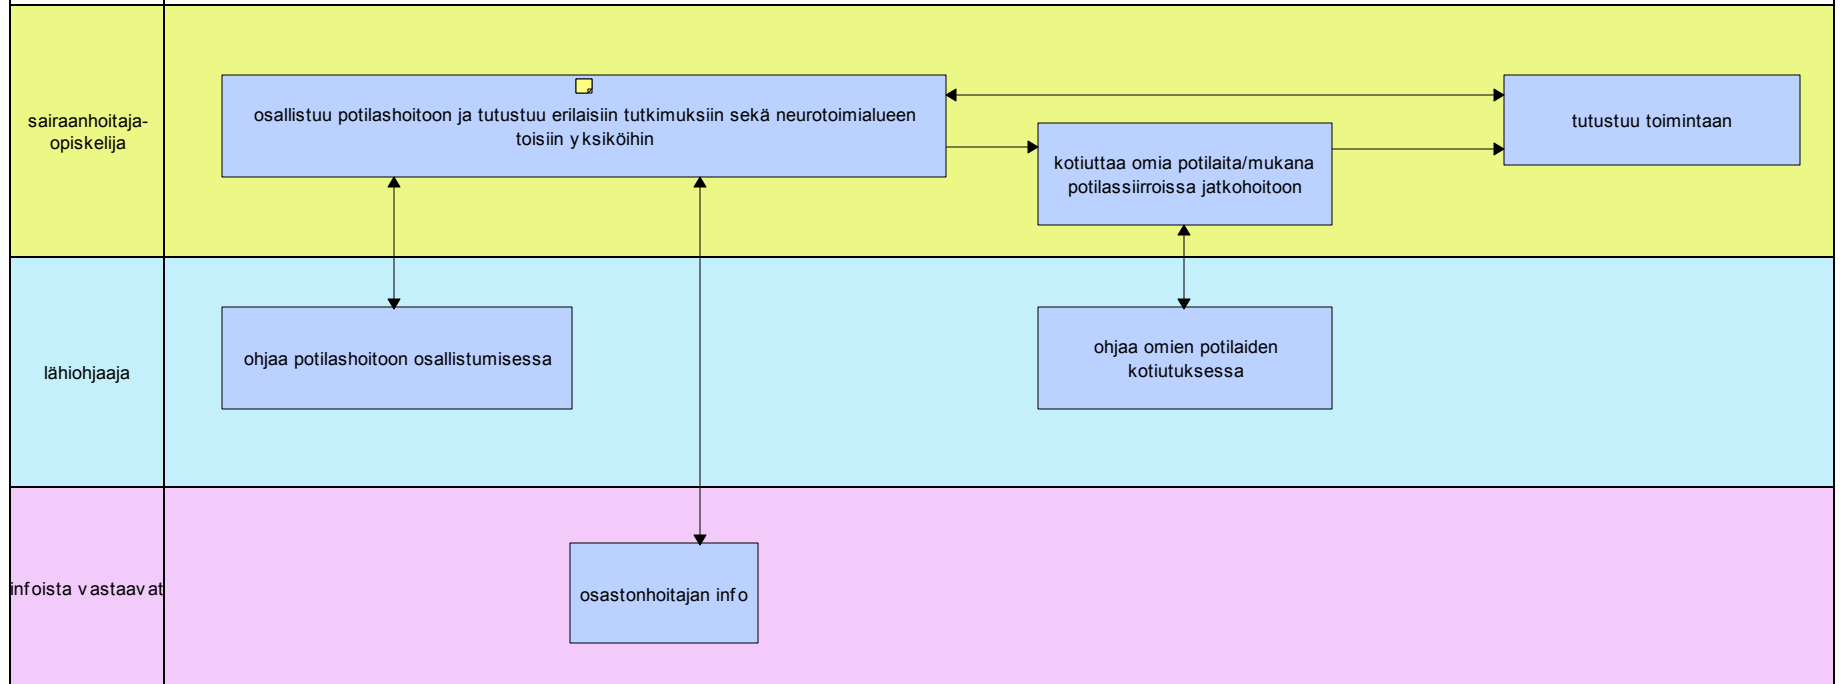 sairaanhoitaja-
opiskelija
osallistuu potilashoitoon ja tutustuu erilaisiin tutkimuksiin sekä neurotoimialueen
toisiin yksiköihin
kotiuttaa omia potilaita/mukana
potilassiirroissa jatkohoitoon
tutustuu toimintaan
lähiohjaaja
ohjaa potilashoitoon osallistumisessa
ohjaa omien potilaiden
kotiutuksessa
infoista vastaavat
osastonhoitajan info